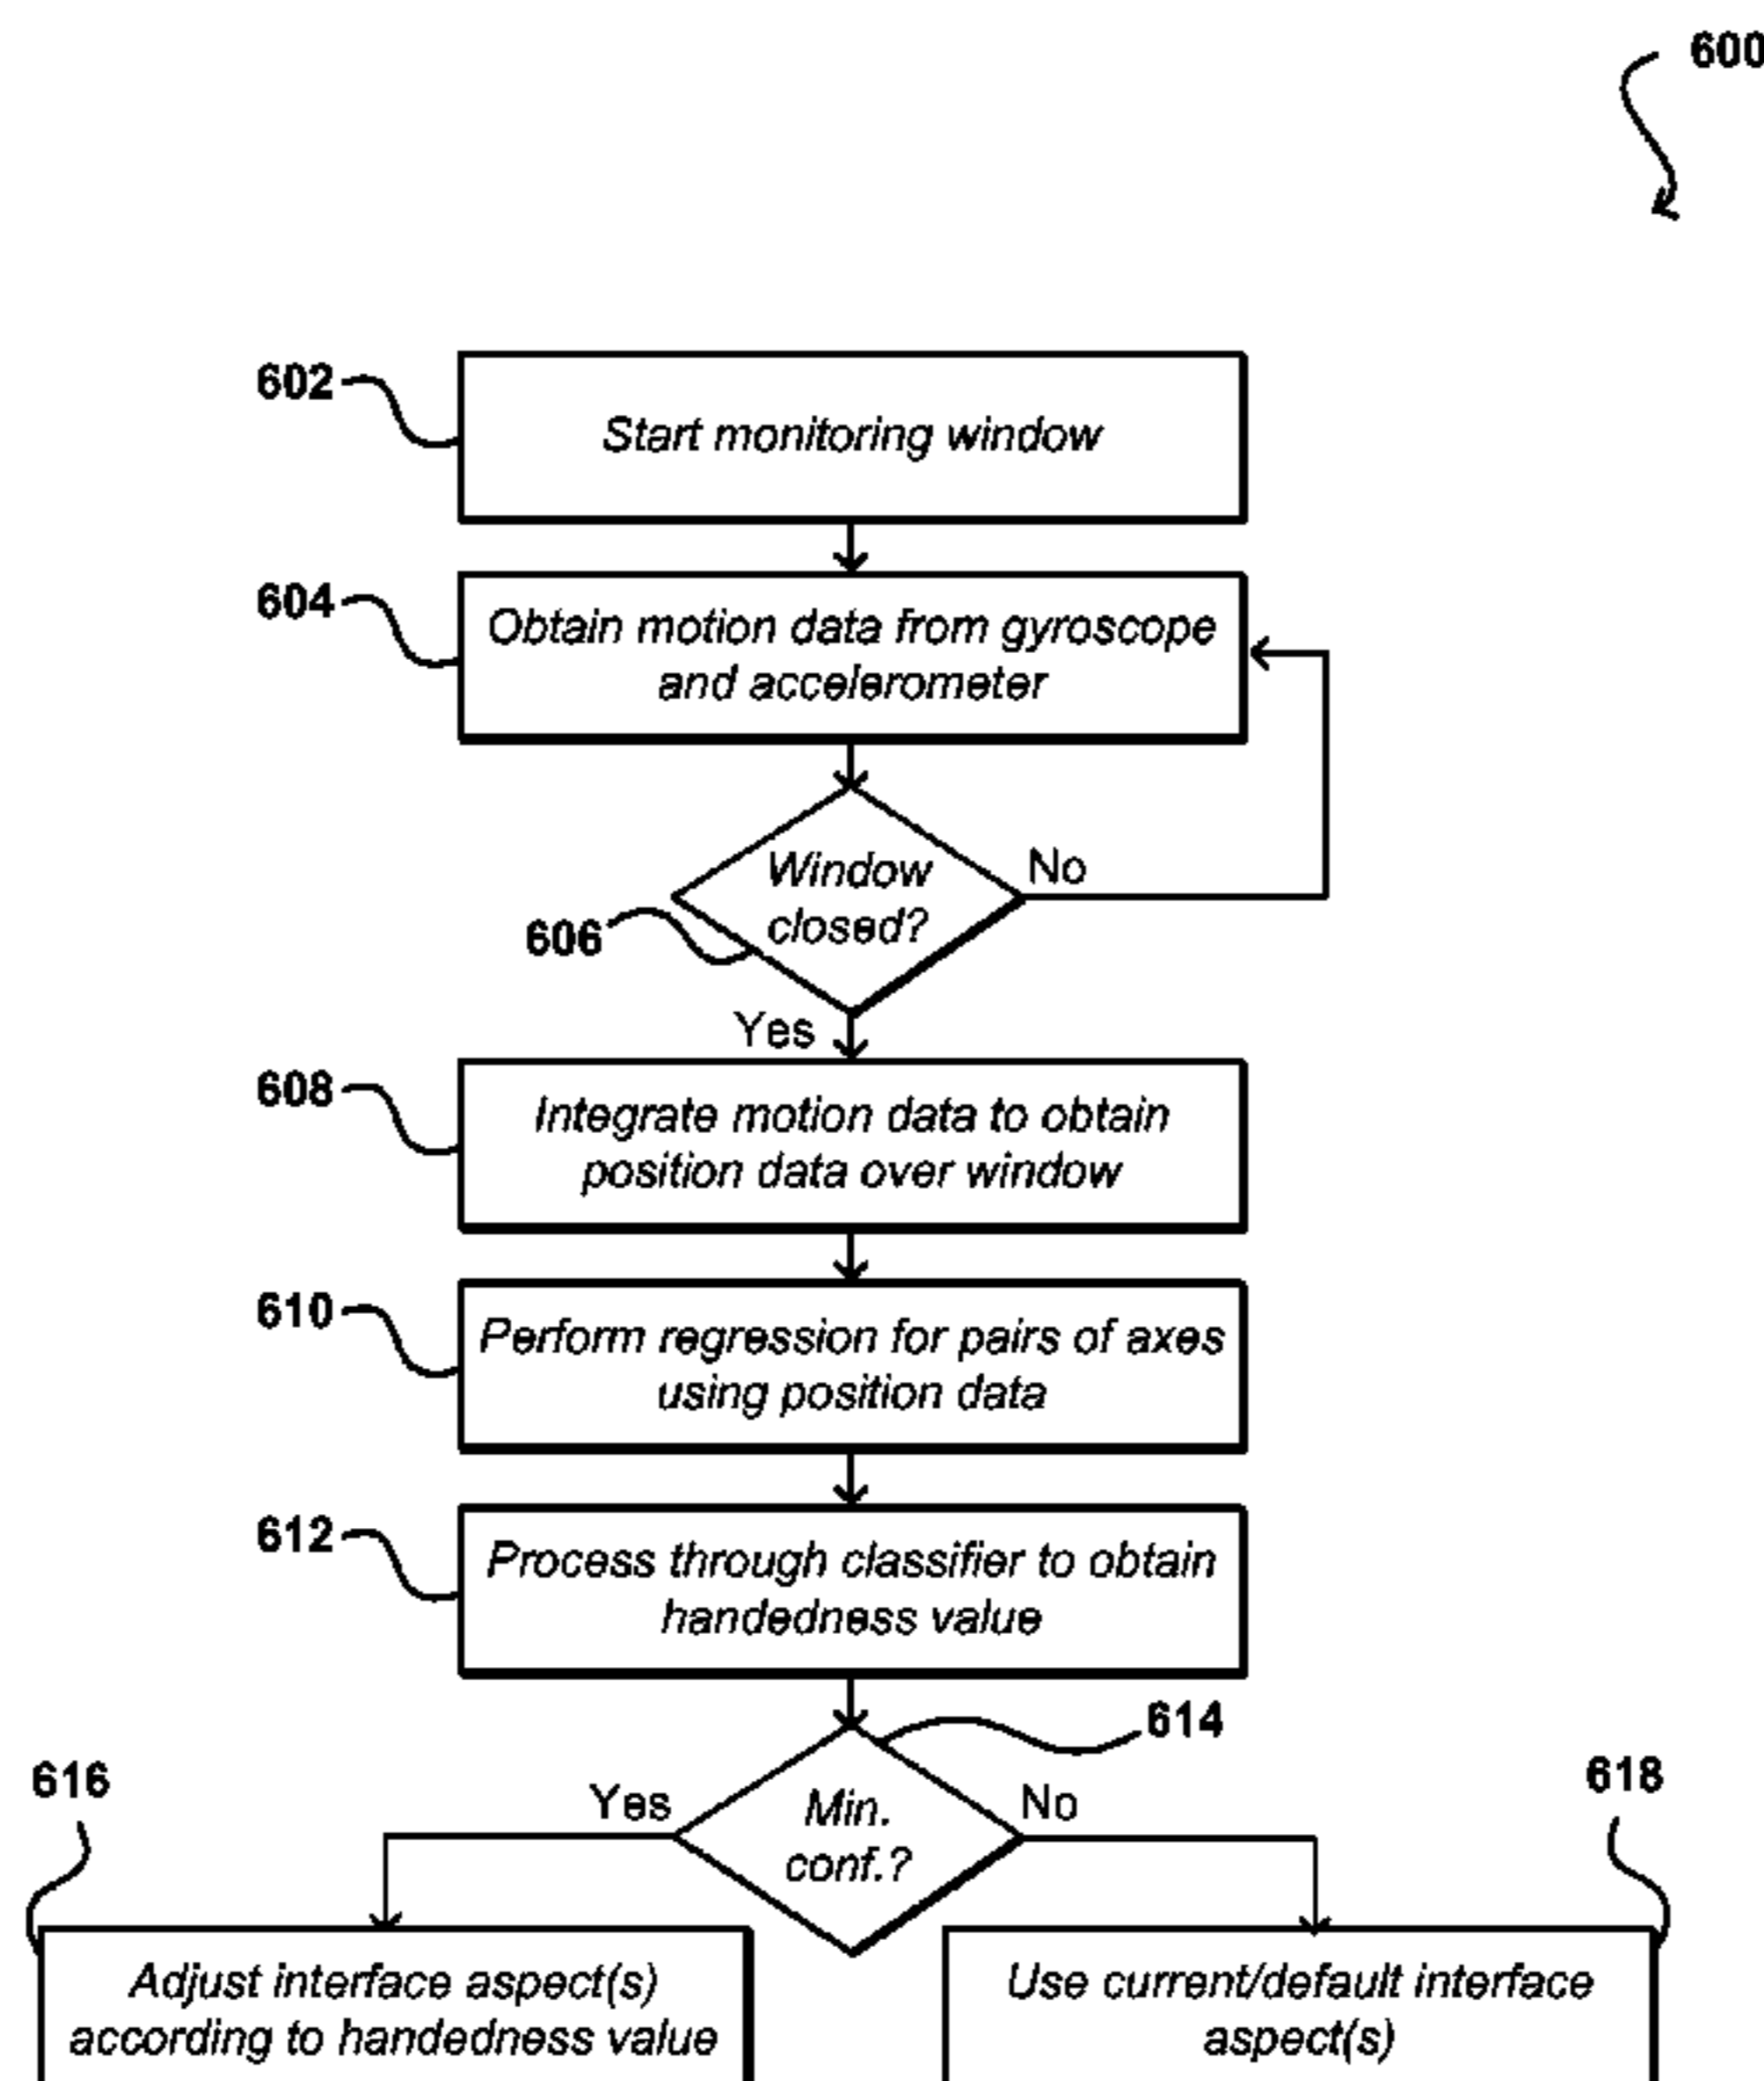 600
602
Start monitoring window
604
Obtain motion data from gyroscope
and accelerometer
Window
closed?
No
606
Yes
608
Integrate motion data to obtain
position data over window
610
Perform regression for pairs of axes
using position data
612
Process through classifier to obtain
handedness value
614
616
Yes
Min.
conf.?
No
618
Adjust interface aspect(s)
according to handedness value
Use current/default interface
aspect(s)